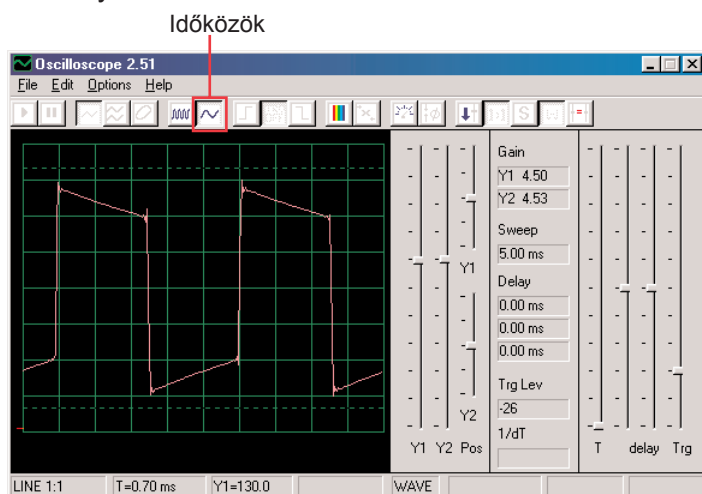 Időközök
Oscilloscope 2.51
File Edit Options Help
Gain
Y1 4.50
Y2 4.53
Sweep
5.00 ms
Y1
Delay
0.00 ms
0.00 ms
0.00 ms
Trg Lev
-26
Y2
1/dT
Y1 Y2 Pos
T delay Trg
LINE 1:1 T=0.70 ms Y1=130.0 WAVE